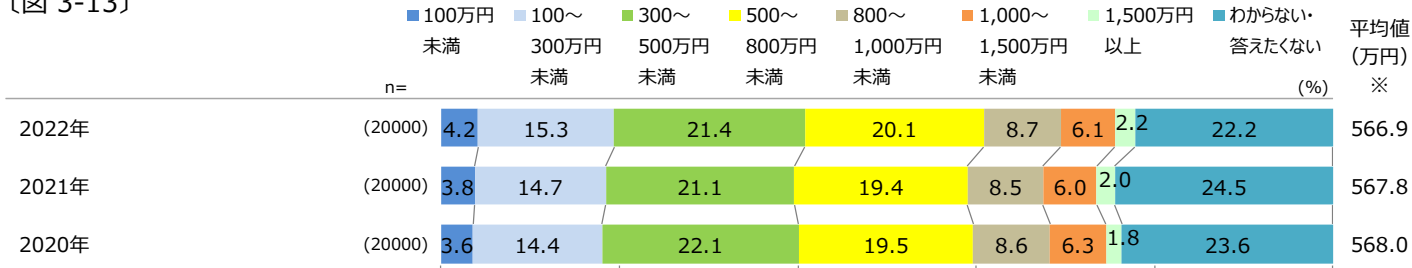 〔図 3-13〕
100万円未満 100～300万円未満 300～500万円未満 500～800万円未満 800～1,000万円未満 1,000～1,500万円未満 1,500万円以上 わからない・答えたくない 平均値(万円)※
n= (%)
2022年 (20000) 4.2 15.3 21.4 20.1 8.7 6.1 2.2 22.2 566.9
2021年 (20000) 3.8 14.7 21.1 19.4 8.5 6.0 2.0 24.5 567.8
2020年 (20000) 3.6 14.4 22.1 19.5 8.6 6.3 1.8 23.6 568.0